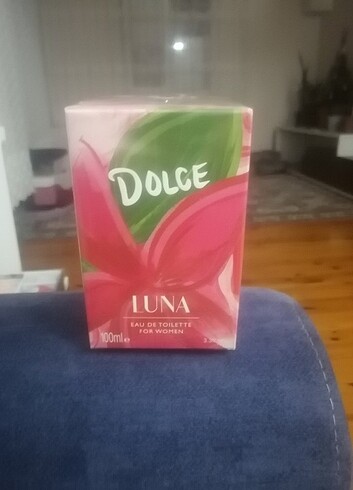 DOLCE
LUNA
EAU DE TOILETTE
FOR WOMEN
100ml e